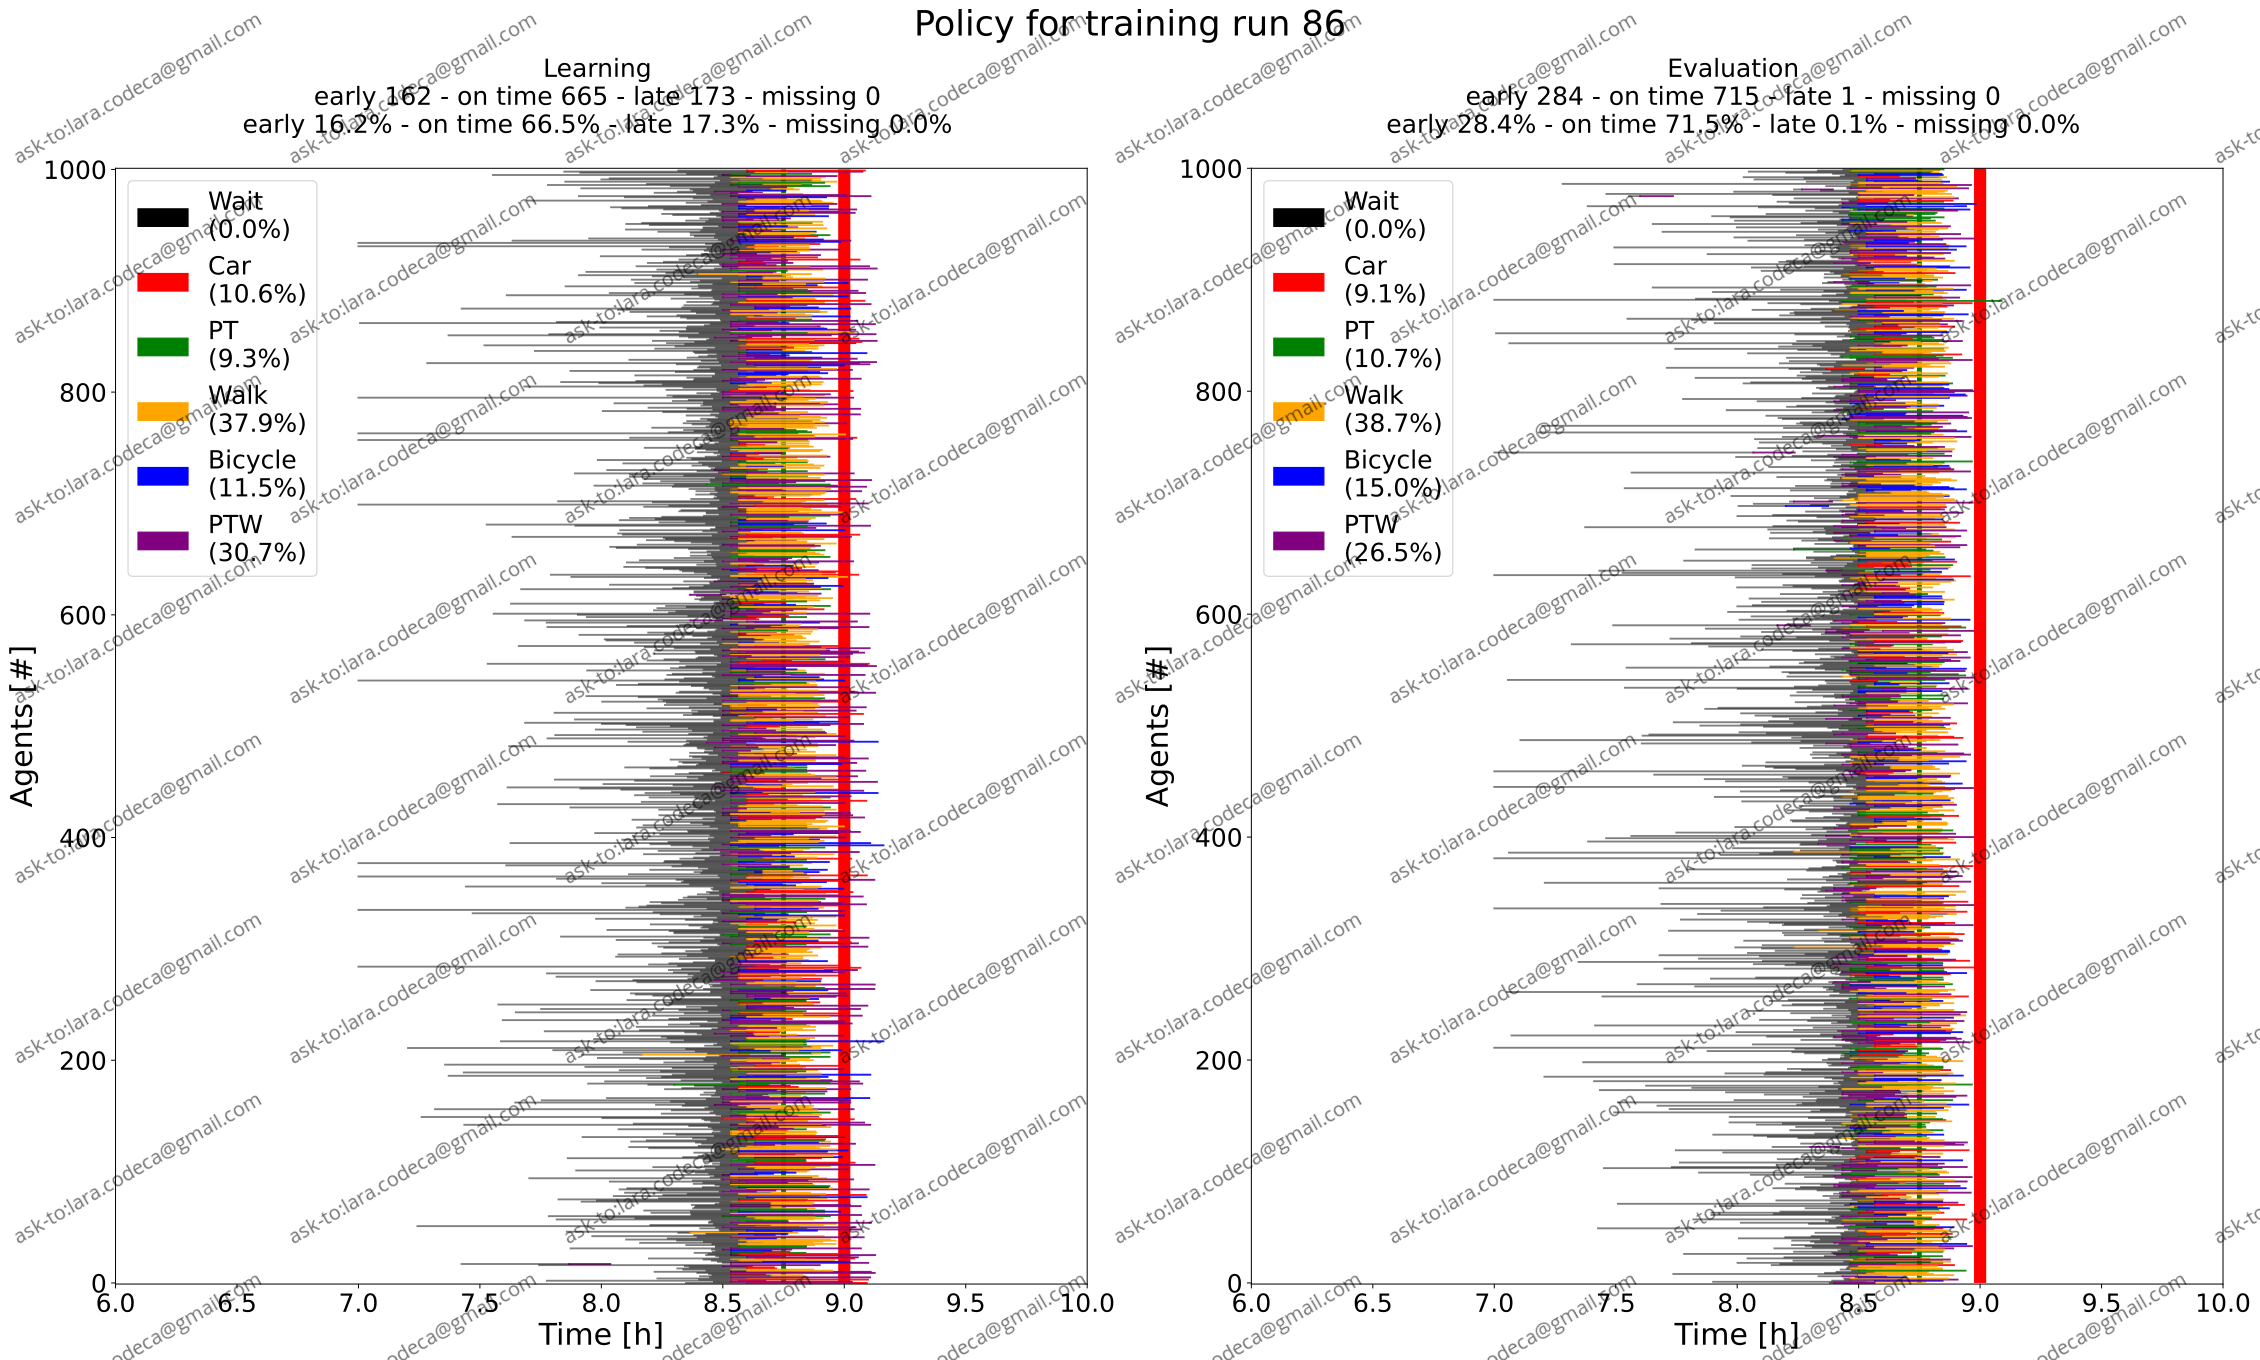 Policy for training run 86
Learning
early 162 - on time 665 - late 173 - missing 0
early 16.2% - on time 66.5% - late 17.3% - missing 0.0%
1000
800
600
400
200
0
Agents [#]
Wait
(0.0%)
Car
(10.6%)
PT
(9.3%)
Walk
(37.9%)
Bicycle
(11.5%)
PTW
(30.7%)
6.0 6.5 7.0 7.5 8.0 8.5 9.0 9.5 10.0
Time [h]
Evaluation
early 284 - on time 715 - late 1 - missing 0
early 28.4% - on time 71.5% - late 0.1% - missing 0.0%
1000
800
600
400
200
0
Agents [#]
Wait
(0.0%)
Car
(9.1%)
PT
(10.7%)
Walk
(38.7%)
Bicycle
(15.0%)
PTW
(26.5%)
6.0 6.5 7.0 7.5 8.0 8.5 9.0 9.5 10.0
Time [h]
ask-to:lara.codeca@gmail.com